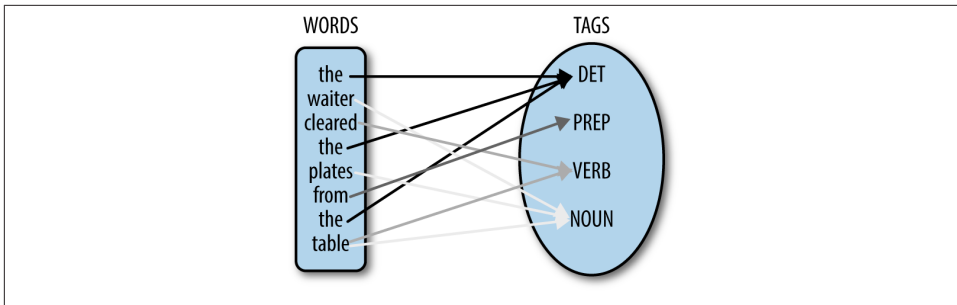 WORDS
TAGS
the
waiter
cleared
the
plates
from
the
table
DET
PREP
VERB
NOUN